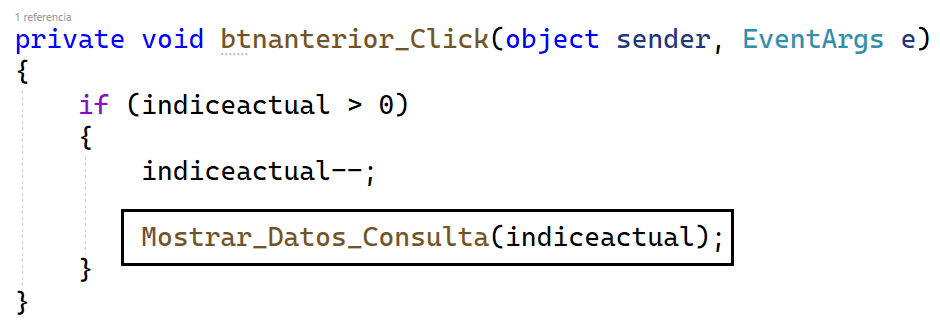 1 referencia
private void btnanterior_Click(object sender, EventArgs e)
{
if (indiceactual > 0)
{
indiceactual--;
Mostrar_Datos_Consulta(indiceactual);
}
}